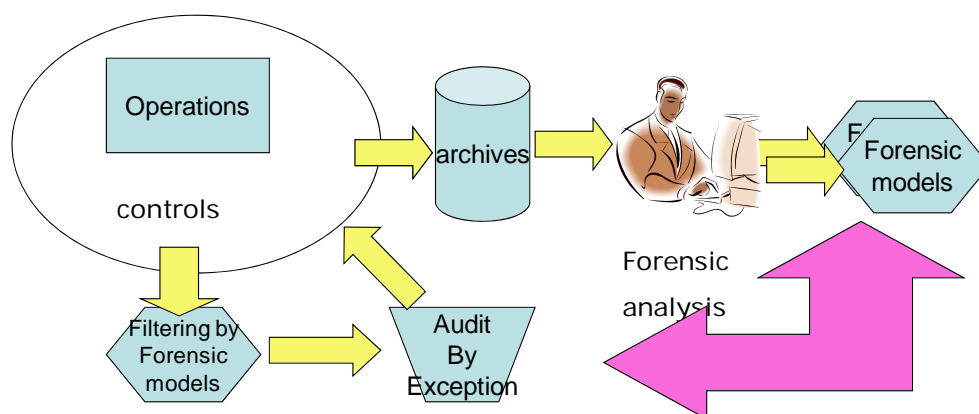 Operations
controls
archives
F
Forensic
models
Forensic
analysis
Filtering by
Forensic
models
Audit
By
Exception